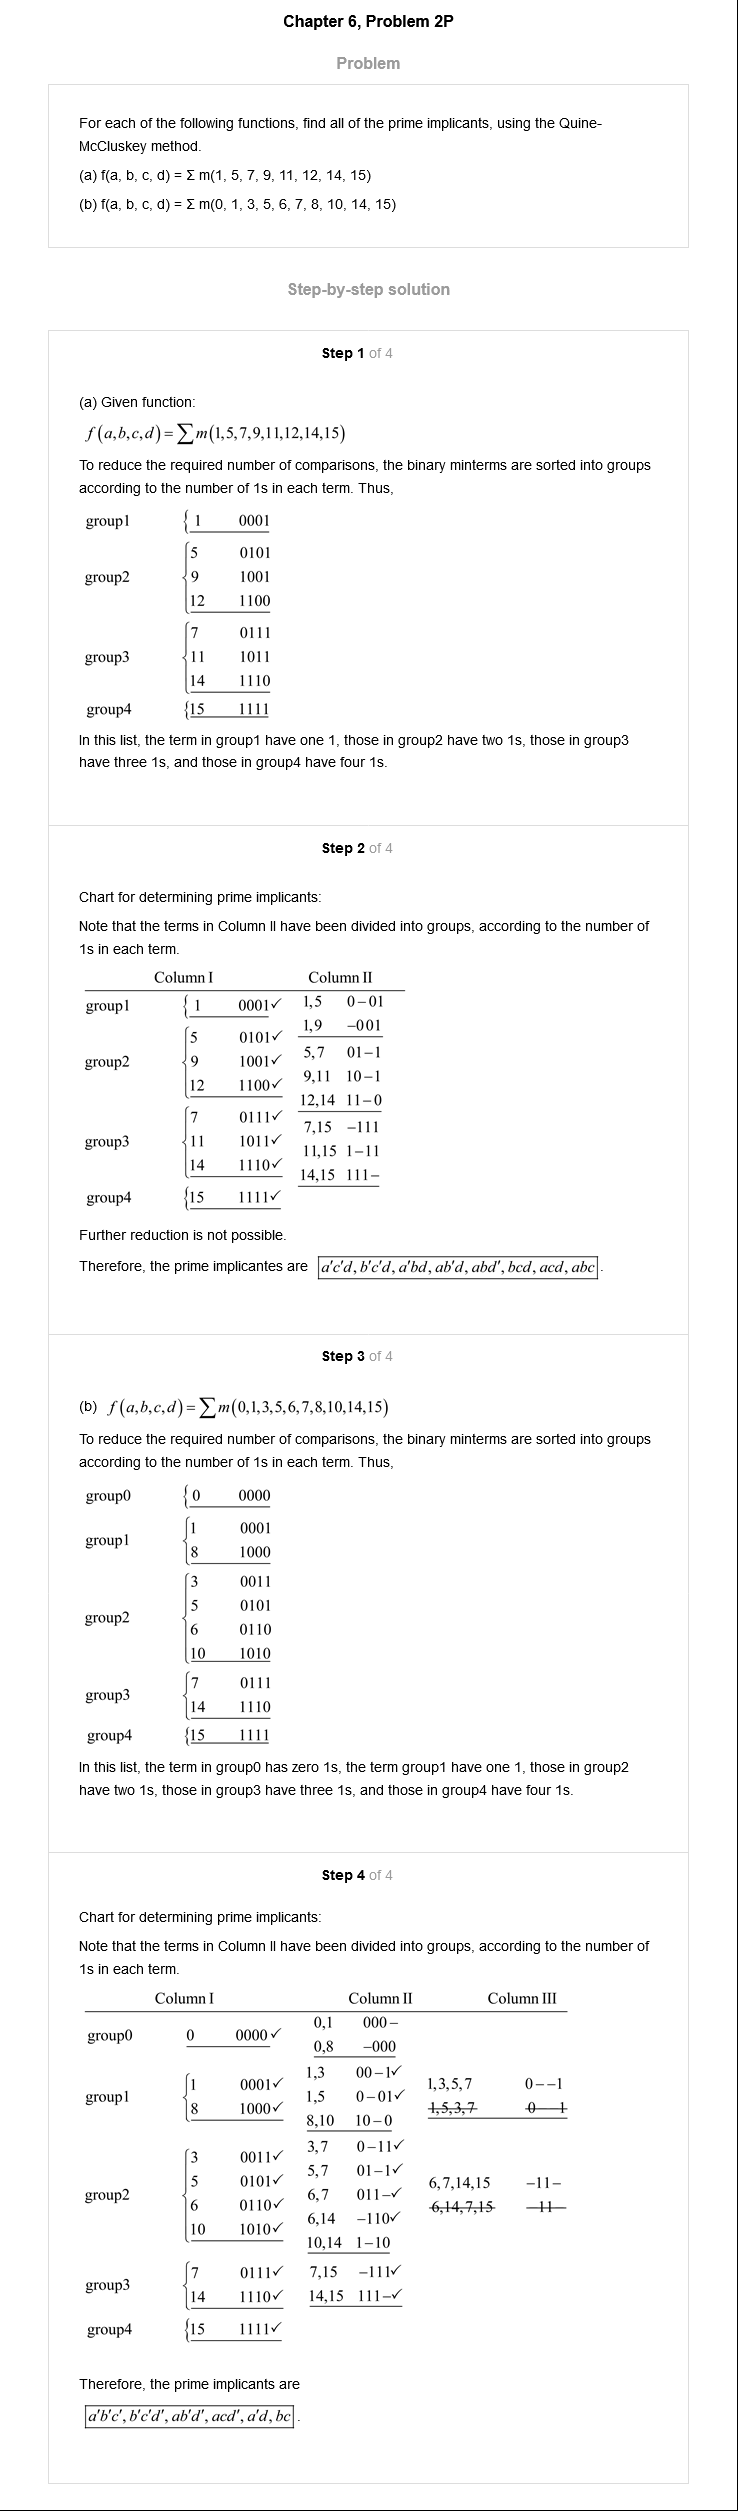 Chapter 6, Problem 2P
Problem
For each of the following functions, find all of the prime implicants, using the Quine-
McCluskey method.
(a) f(a, b, c, d) = Σ m(1, 5, 7, 9, 11, 12, 14, 15)
(b) f(a, b, c, d) = Σ m(0, 1, 3, 5, 6, 7, 8, 10, 14, 15)
Step-by-step solution
Step 1 of 4
(a) Given function:
f(a,b,c,d)=∑m(1,5,7,9,11,12,14,15)
To reduce the required number of comparisons, the binary minterms are sorted into groups
according to the number of 1s in each term. Thus,
group1 { 1 0001
5 0101
group2 { 9 1001
12 1100
7 0111
group3 { 11 1011
14 1110
group4 {15 1111
In this list, the term in group1 have one 1, those in group2 have two 1s, those in group3
have three 1s, and those in group4 have four 1s.
Step 2 of 4
Chart for determining prime implicants:
Note that the terms in Column II have been divided into groups, according to the number of
1s in each term.
Column I Column II
group1 { 1 0001✓ 1,5 0−01
1,9 −001
5 0101✓ 5,7 01−1
group2 { 9 1001✓ 9,11 10−1
12 1100✓ 12,14 11−0
7 0111✓ 7,15 −111
group3 { 11 1011✓ 11,15 1−11
14 1110✓ 14,15 111−
group4 {15 1111✓
Further reduction is not possible.
Therefore, the prime implicantes are a′c′d, b′c′d, a′bd, ab′d, abd′, bcd, acd, abc.
Step 3 of 4
(b) f(a,b,c,d)=∑m(0,1,3,5,6,7,8,10,14,15)
To reduce the required number of comparisons, the binary minterms are sorted into groups
according to the number of 1s in each term. Thus,
group0 { 0 0000
1 0001
group1 {
8 1000
3 0011
5 0101
group2 {
6 0110
10 1010
7 0111
group3 {
14 1110
group4 {15 1111
In this list, the term in group0 has zero 1s, the term group1 have one 1, those in group2
have two 1s, those in group3 have three 1s, and those in group4 have four 1s.
Step 4 of 4
Chart for determining prime implicants:
Note that the terms in Column II have been divided into groups, according to the number of
1s in each term.
Column I Column II Column III
0,1 000−
group0 0 0000✓
0,8 −000
1,3 00−1✓
1 0001✓ 1,3,5,7 0−−1
group1 { 1,5 0−01✓
8 1000✓ 8,10 10−0 1,5,3,7 0−−1
3 0011✓ 3,7 0−11✓
5 0101✓ 5,7 01−1✓ 6,7,14,15 −11−
group2 { 6,7 011−✓
6 0110✓ 6,14 −110✓ 6,14,7,15 −11−
10 1010✓ 10,14 1−10
7 0111✓ 7,15 −111✓
group3 {
14 1110✓ 14,15 111−✓
group4 {15 1111✓
Therefore, the prime implicants are
a′b′c′, b′c′d′, ab′d′, acd′, a′d, bc.